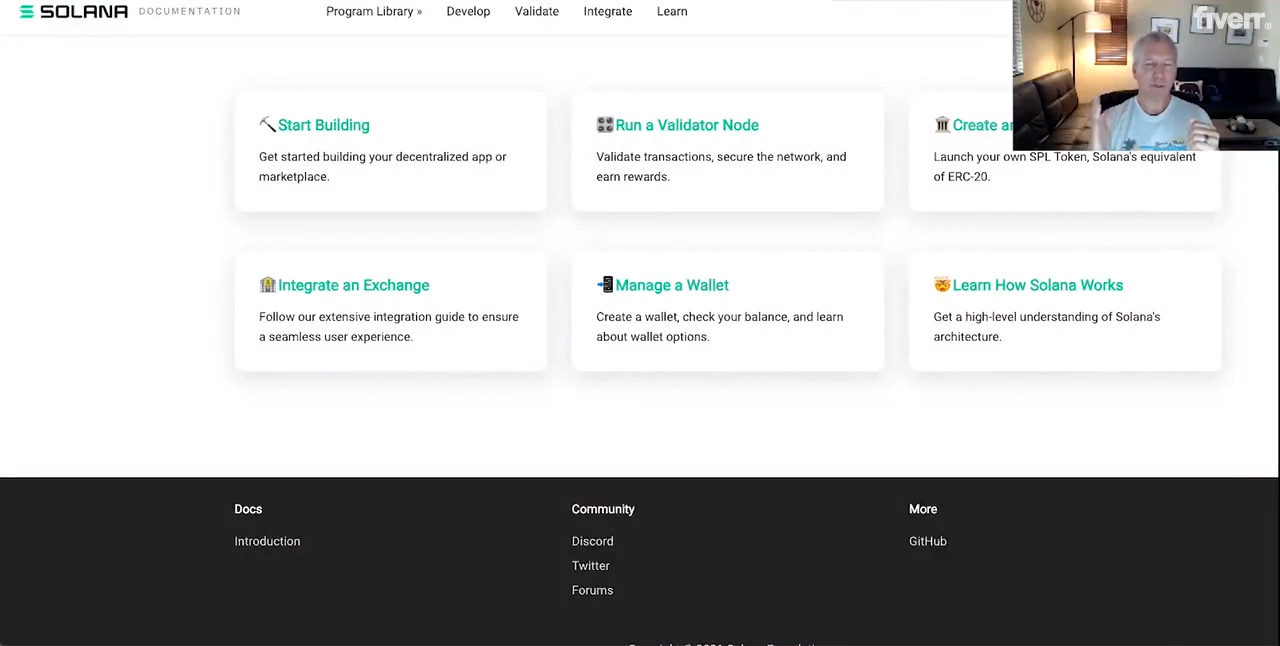 SOLANA DOCUMENTATION
Program Library » Develop Validate Integrate Learn
fiverr.
Start Building
Get started building your decentralized app or
marketplace.
Run a Validator Node
Validate transactions, secure the network, and
earn rewards.
Create
Launch your own SPL Token, Solana's equivalent
of ERC-20.
Integrate an Exchange
Follow our extensive integration guide to ensure
a seamless user experience.
Manage a Wallet
Create a wallet, check your balance, and learn
about wallet options.
Learn How Solana Works
Get a high-level understanding of Solana's
architecture.
Docs
Introduction
Community
Discord
Twitter
Forums
More
GitHub